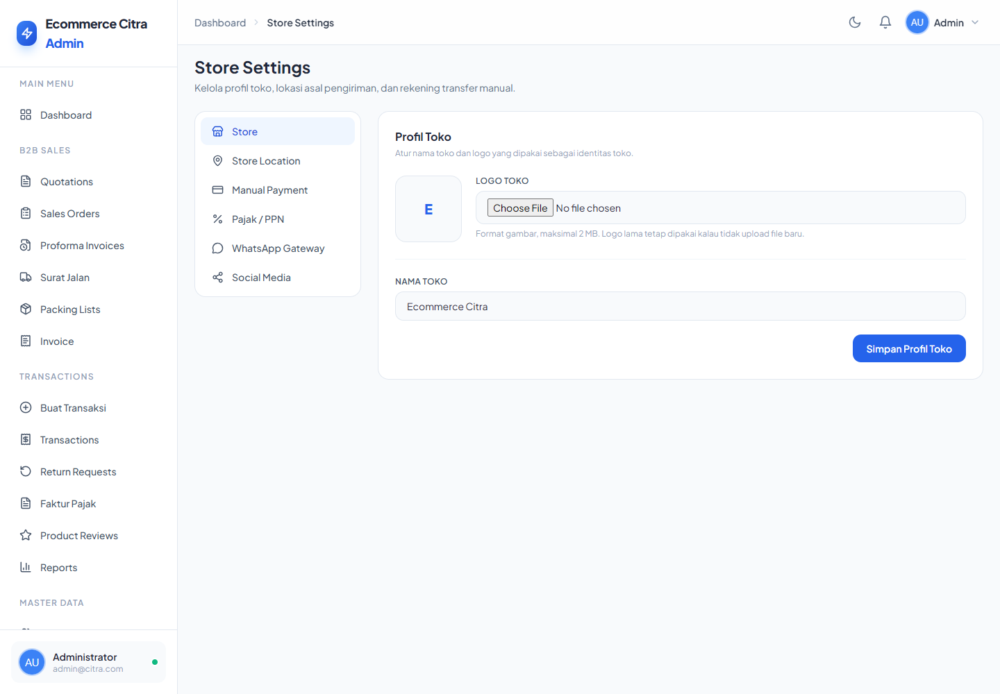 Ecommerce Citra
Admin
MAIN MENU
Dashboard
B2B SALES
Quotations
Sales Orders
Proforma Invoices
Surat Jalan
Packing Lists
Invoice
TRANSACTIONS
Buat Transaksi
Transactions
Return Requests
Faktur Pajak
Product Reviews
Reports
MASTER DATA
AU
Administrator
admin@citra.com
Dashboard
Store Settings
AU
Admin
Store Settings
Kelola profil toko, lokasi asal pengiriman, dan rekening transfer manual.
Store
Store Location
Manual Payment
Pajak / PPN
WhatsApp Gateway
Social Media
Profil Toko
Atur nama toko dan logo yang dipakai sebagai identitas toko.
E
LOGO TOKO
Choose File No file chosen
Format gambar, maksimal 2 MB. Logo lama tetap dipakai kalau tidak upload file baru.
NAMA TOKO
Ecommerce Citra
Simpan Profil Toko